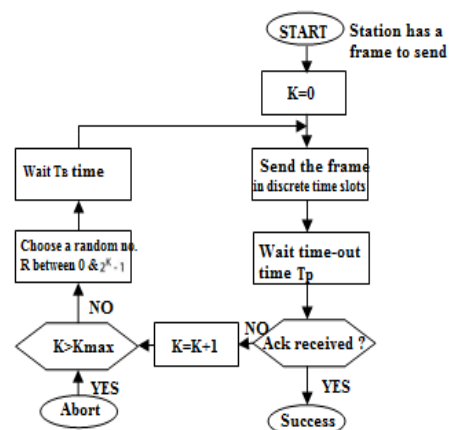 START
Station has a
frame to send
K=0
Wait TB time
Send the frame
in discrete time slots
Choose a random no.
R between 0 & 2^K - 1
Wait time-out
time Tp
NO
K>Kmax
K=K+1
NO
Ack received ?
YES
Abort
YES
Success